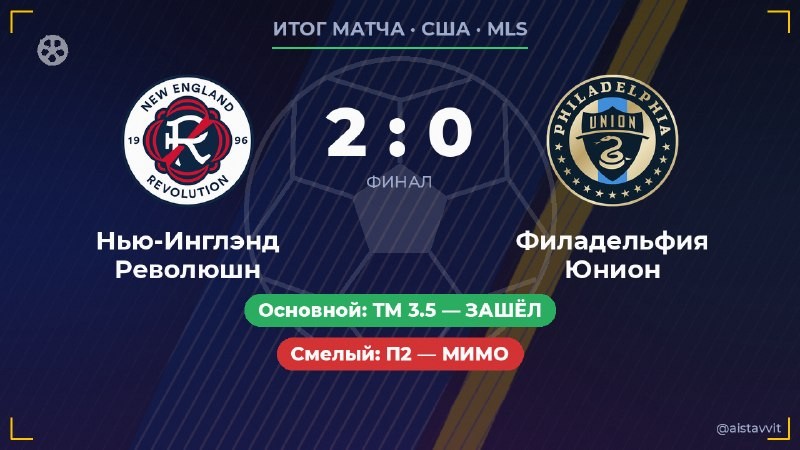 ИТОГ МАТЧА · США · MLS
NEW ENGLAND
19 96
REVOLUTION
2 : 0
ФИНАЛ
PHILADELPHIA
UNION
Нью-Инглэнд
Революшн
Филадельфия
Юнион
Основной: ТМ 3.5 — ЗАШЁЛ
Смелый: П2 — МИМО
@aistavvit